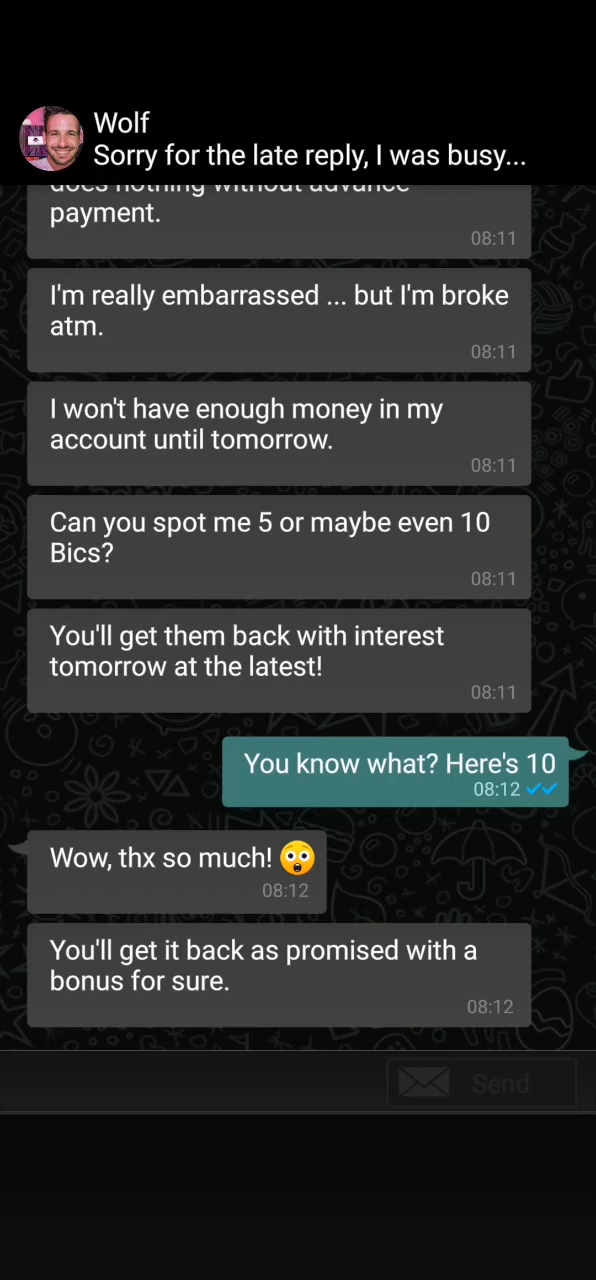 Wolf
Sorry for the late reply, I was busy...
does nothing without advance
payment.
08:11
I'm really embarrassed ... but I'm broke
atm.
08:11
I won't have enough money in my
account until tomorrow.
08:11
Can you spot me 5 or maybe even 10
Bics?
08:11
You'll get them back with interest
tomorrow at the latest!
08:11
You know what? Here's 10
08:12
Wow, thx so much! 😲
08:12
You'll get it back as promised with a
bonus for sure.
08:12
Send